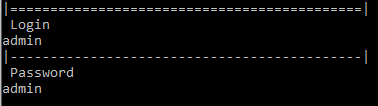 |============================================|
Login
admin
|--------------------------------------------|
Password
admin